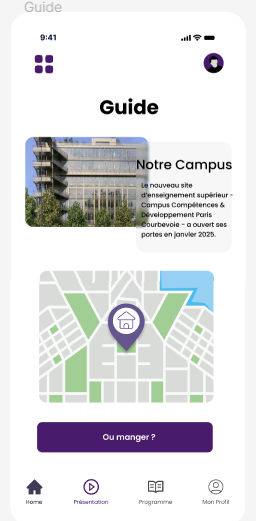 Guide
9:41
Guide
Notre Campus
Le nouveau site
d'enseignement supérieur -
Campus Compétences &
Développement Paris
Courbevoie - a ouvert ses
portes en janvier 2025.
Ou manger ?
Home
Présentation
Programme
Mon Profil